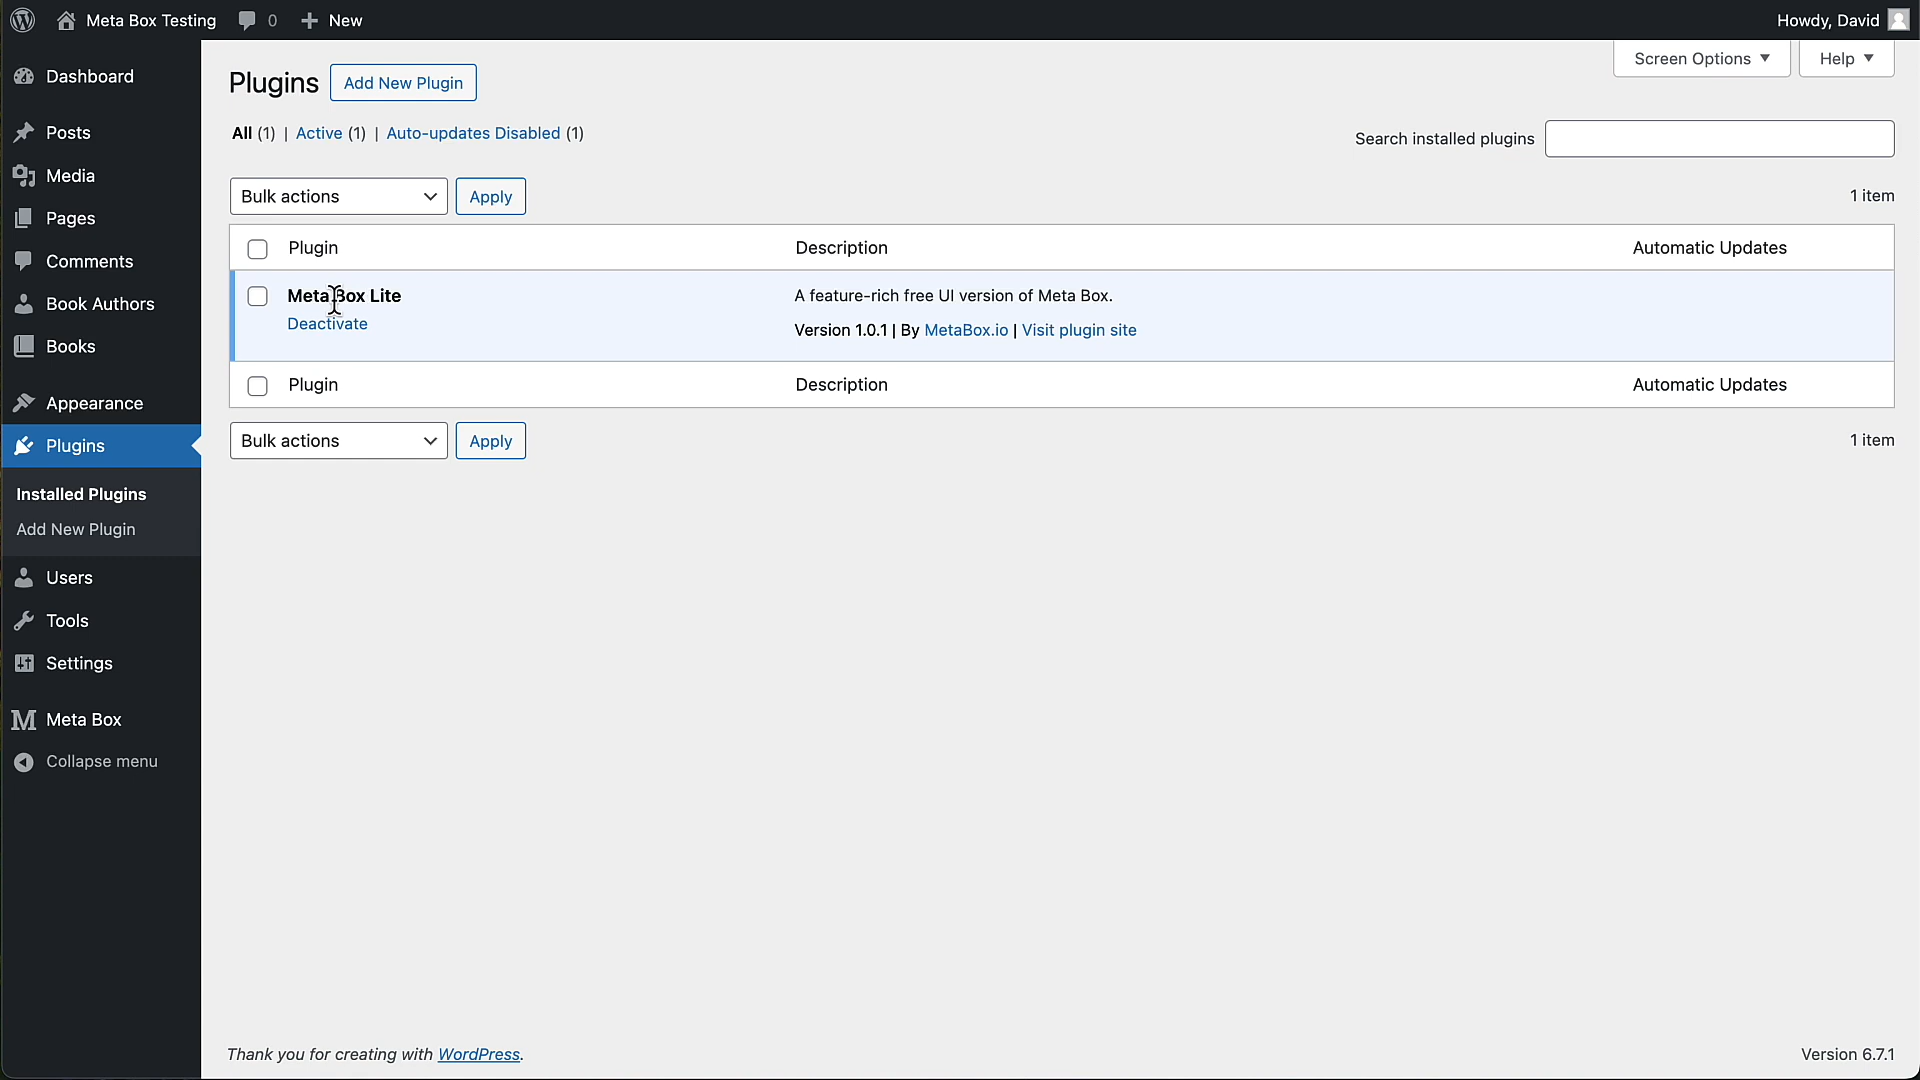 Meta Box Testing 0 New Howdy, David
Dashboard
Posts
Media
Pages
Comments
Book Authors
Books
Appearance
Plugins
Installed Plugins
Add New Plugin
Users
Tools
Settings
Meta Box
Collapse menu
Screen Options Help
Plugins Add New Plugin
All (1) | Active (1) | Auto-updates Disabled (1)
Search installed plugins
Bulk actions Apply 1 item
Plugin Description Automatic Updates
Meta Box Lite A feature-rich free UI version of Meta Box.
Deactivate Version 1.0.1 | By MetaBox.io | Visit plugin site
Plugin Description Automatic Updates
Bulk actions Apply 1 item
Thank you for creating with WordPress. Version 6.7.1